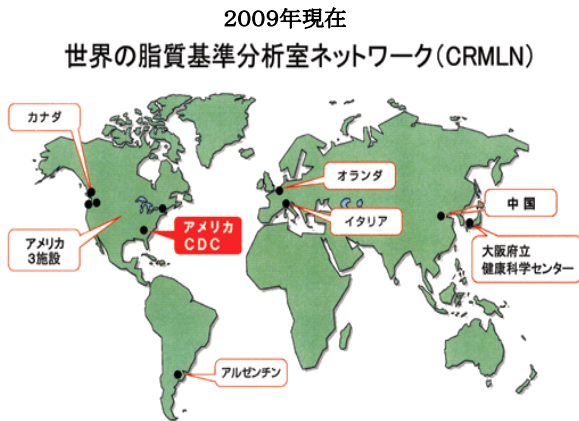 2009年現在
世界の脂質基準分析室ネットワーク(CRMLN)
カナダ
オランダ
中国
アメリカ
CDC
イタリア
アメリカ
3施設
大阪府立
健康科学センター
アルゼンチン